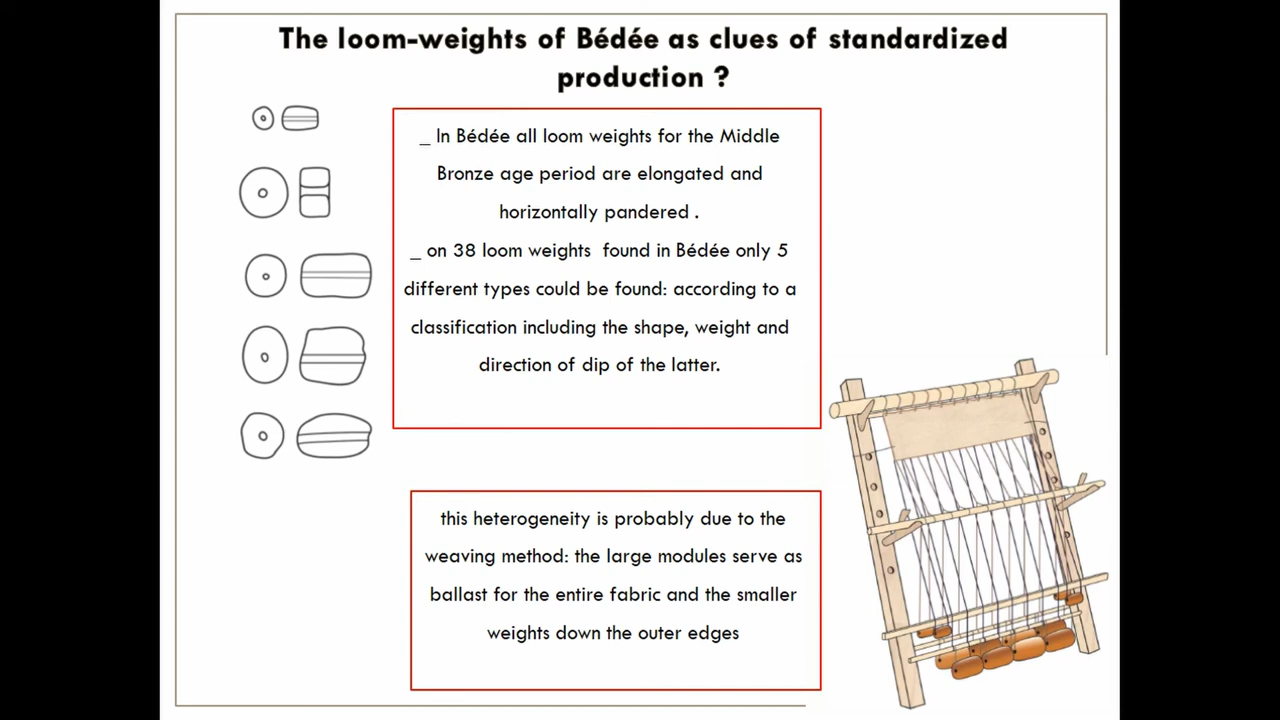 The loom-weights of Bédée as clues of standardized
production ?
_ In Bédée all loom weights for the Middle
Bronze age period are elongated and
horizontally pandered .
_ on 38 loom weights found in Bédée only 5
different types could be found: according to a
classification including the shape, weight and
direction of dip of the latter.
this heterogeneity is probably due to the
weaving method: the large modules serve as
ballast for the entire fabric and the smaller
weights down the outer edges